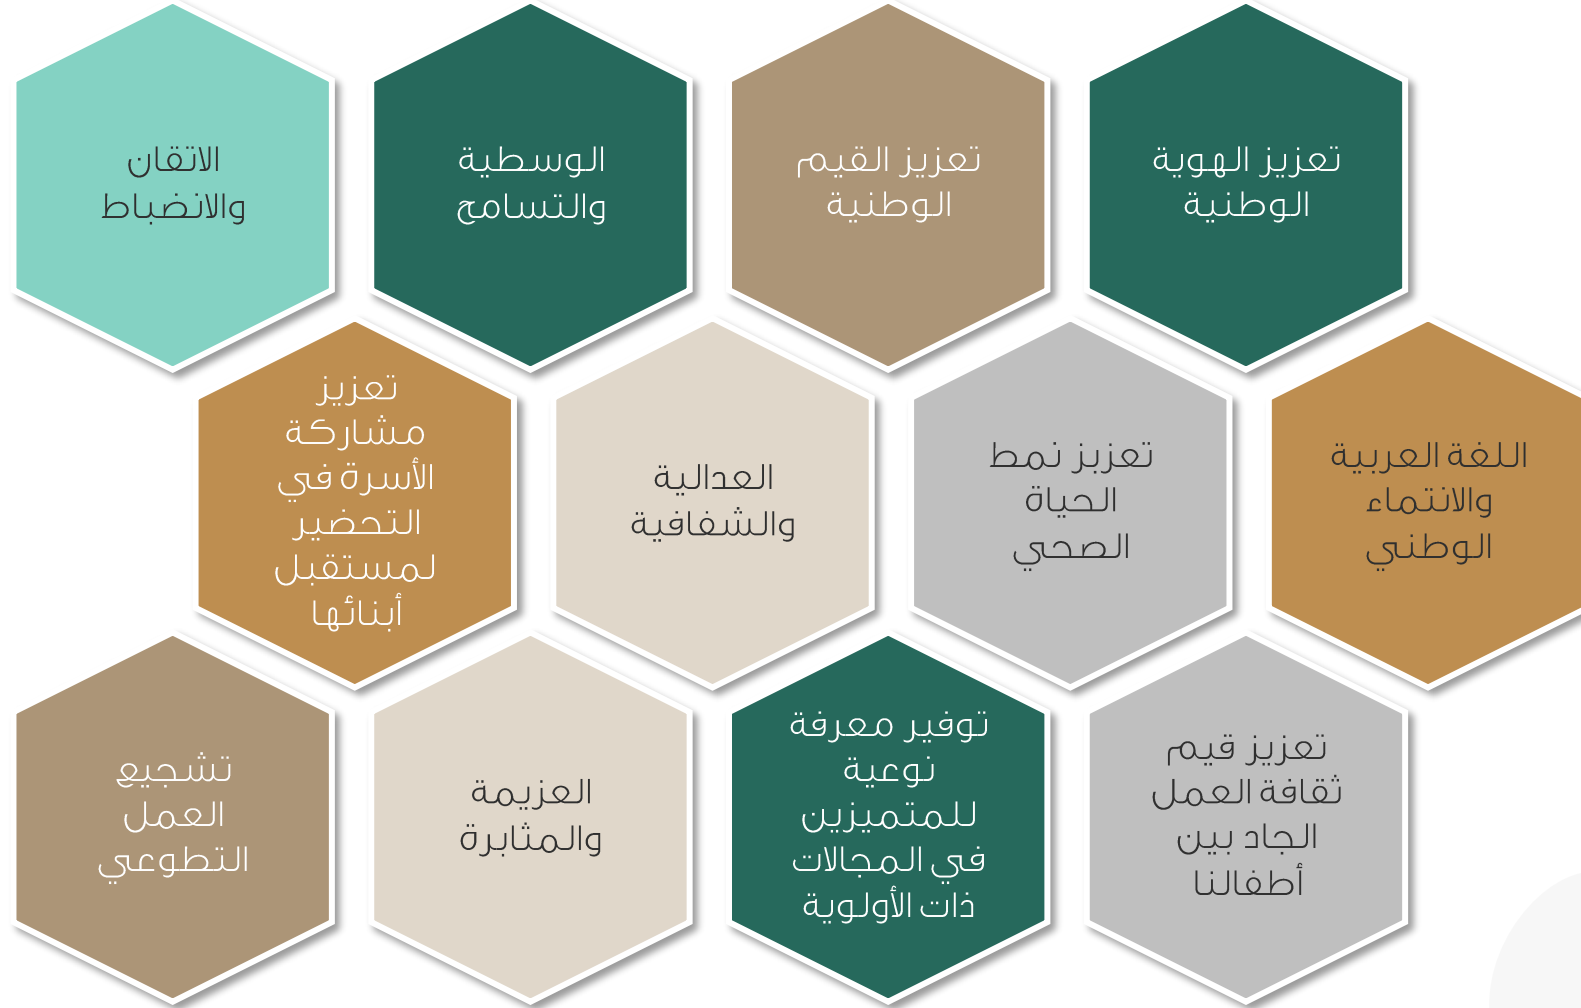 تعزيز الهوية
الوطنية
تعزيز القيم
الوطنية
الوسطية
والتسامح
الاتقان
والانضباط
اللغة العربية
والانتماء
الوطني
تعزبز نمط
الحياة
الصحي
العدالية
والشفافية
تعزيز
مشاركة
الأسرة في
التحضير
لمستقبل
أبنائها
تعزيز قيم
ثقافة العمل
الجاد بين
أطفالنا
توفير معرفة
نوعية
للمتميزين
في المجالات
ذات الأولوية
العزيمة
والمثابرة
تشجيع
العمل
التطوعي